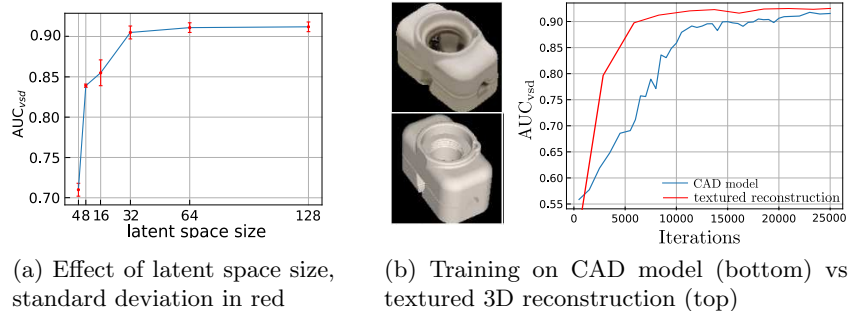 0.90
0.85
0.80
0.75
0.70
AUC_vsd
4 8 16 32 64 128
latent space size
(a) Effect of latent space size,
standard deviation in red
0.90
0.85
0.80
0.75
0.70
0.65
0.60
0.55
AUC_vsd
CAD model
textured reconstruction
5000 10000 15000 20000 25000
Iterations
(b) Training on CAD model (bottom) vs
textured 3D reconstruction (top)